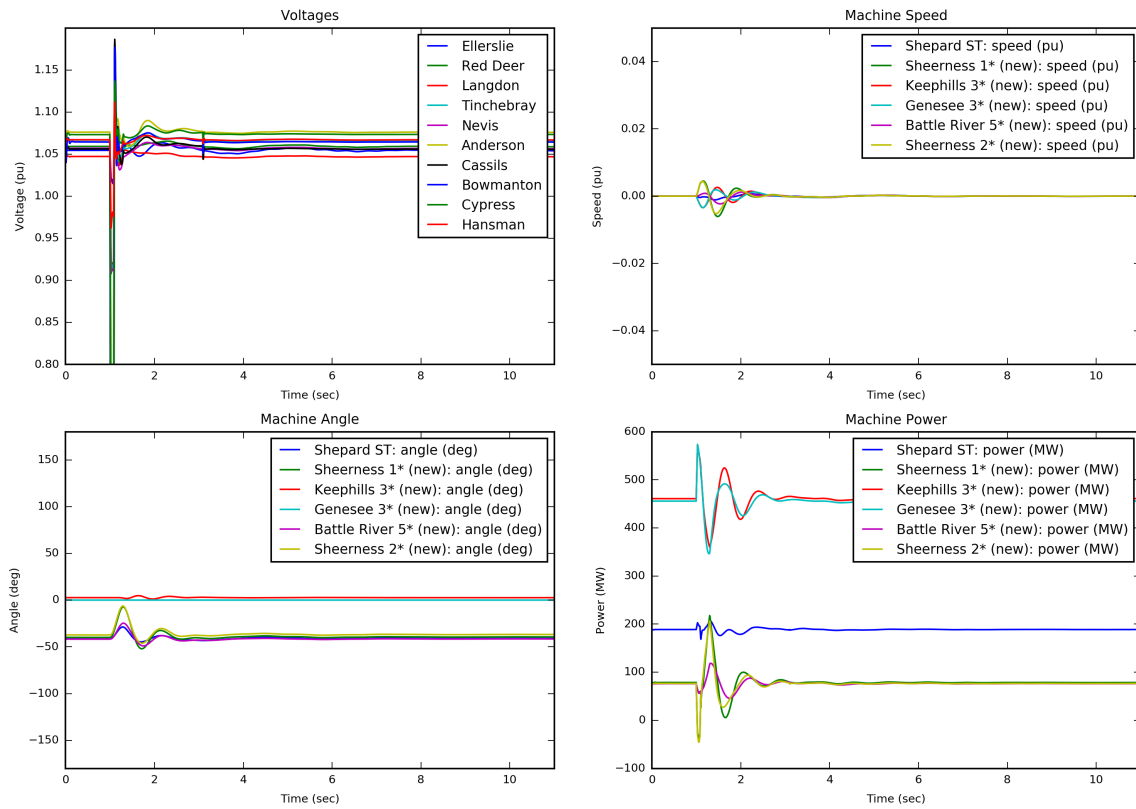 Voltages
Voltage (pu)
1.15
1.10
1.05
1.00
0.95
0.90
0.85
0.80
Ellerslie
Red Deer
Langdon
Tinchebray
Nevis
Anderson
Cassils
Bowmanton
Cypress
Hansman
0 2 4 6 8 10
Time (sec)
Machine Speed
Speed (pu)
0.04
0.02
0.00
−0.02
−0.04
Shepard ST: speed (pu)
Sheerness 1* (new): speed (pu)
Keephills 3* (new): speed (pu)
Genesee 3* (new): speed (pu)
Battle River 5* (new): speed (pu)
Sheerness 2* (new): speed (pu)
0 2 4 6 8 10
Time (sec)
Machine Angle
Angle (deg)
150
100
50
0
−50
−100
−150
Shepard ST: angle (deg)
Sheerness 1* (new): angle (deg)
Keephills 3* (new): angle (deg)
Genesee 3* (new): angle (deg)
Battle River 5* (new): angle (deg)
Sheerness 2* (new): angle (deg)
0 2 4 6 8 10
Time (sec)
Machine Power
Power (MW)
600
500
400
300
200
100
0
−100
Shepard ST: power (MW)
Sheerness 1* (new): power (MW)
Keephills 3* (new): power (MW)
Genesee 3* (new): power (MW)
Battle River 5* (new): power (MW)
Sheerness 2* (new): power (MW)
0 2 4 6 8 10
Time (sec)